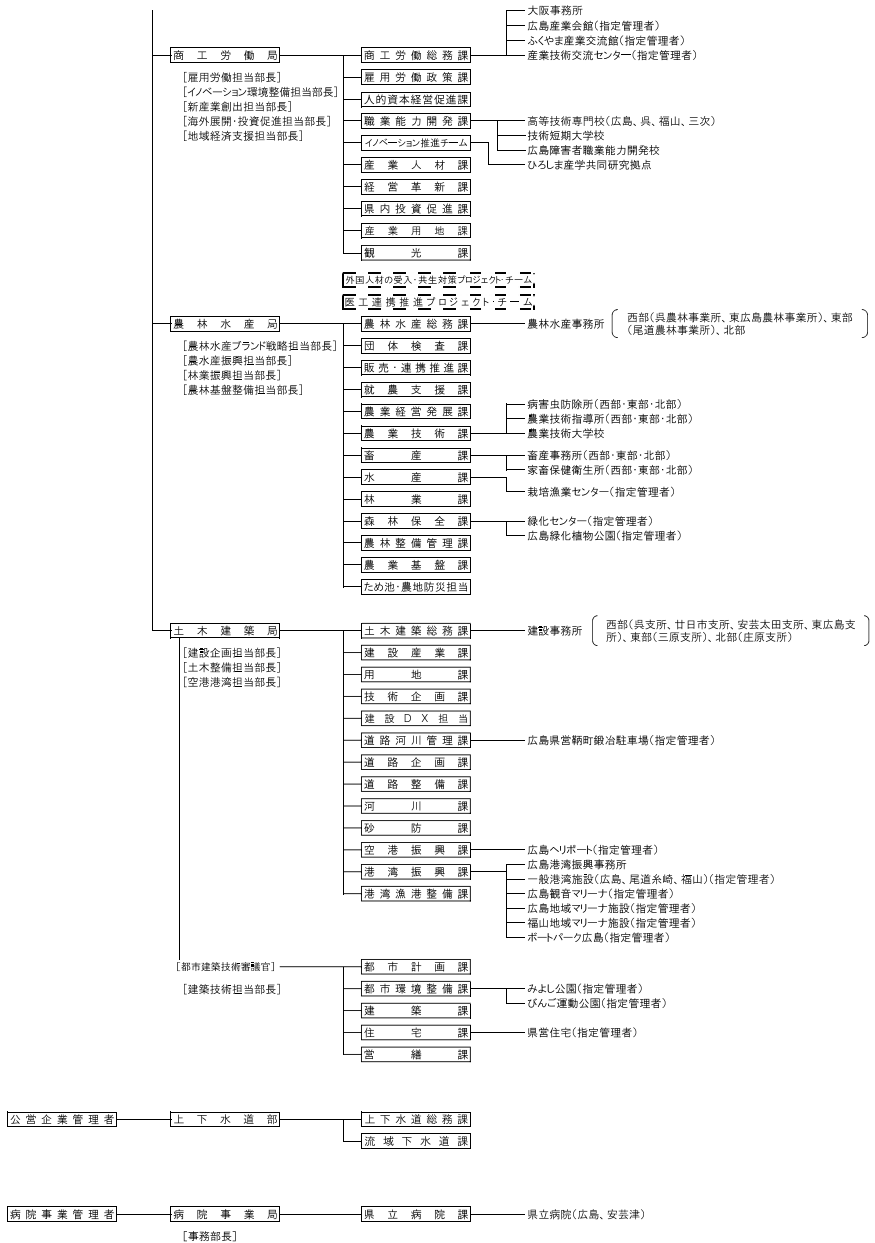 大阪事務所
広島産業会館(指定管理者)
ふくやま産業交流館(指定管理者)
商工労働局
商工労働総務課
産業技術交流センター(指定管理者)
[雇用労働担当部長]
雇用労働政策課
[イノベーション環境整備担当部長]
人的資本経営促進課
[新産業創出担当部長]
[海外展開・投資促進担当部長]
職業能力開発課
高等技術専門校(広島、呉、福山、三次)
[地域経済支援担当部長]
技術短期大学校
イノベーション推進チーム
広島障害者職業能力開発校
産業人材課
ひろしま産学共同研究拠点
経営革新課
県内投資促進課
産業用地課
観光課
外国人材の受入・共生対策プロジェクト・チーム
医工連携推進プロジェクト・チーム
農林水産局
農林水産総務課
農林水産事務所
西部(呉農林事業所、東広島農林事業所)、東部
(尾道農林事業所)、北部
[農林水産ブランド戦略担当部長]
団体検査課
[農水産振興担当部長]
販売・連携推進課
[林業振興担当部長]
[農林基盤整備担当部長]
就農支援課
農業経営発展課
病害虫防除所(西部・東部・北部)
農業技術指導所(西部・東部・北部)
農業技術課
農業技術大学校
畜産課
畜産事務所(西部・東部・北部)
家畜保健衛生所(西部・東部・北部)
水産課
栽培漁業センター(指定管理者)
林業課
森林保全課
緑化センター(指定管理者)
広島緑化植物公園(指定管理者)
農林整備管理課
農業基盤課
ため池・農地防災担当
土木建築局
土木建築総務課
建設事務所
西部(呉支所、廿日市支所、安芸太田支所、東広島支
所)、東部(三原支所)、北部(庄原支所)
[建設企画担当部長]
建設産業課
[土木整備担当部長]
用地課
[空港港湾担当部長]
技術企画課
建設DX担当
道路河川管理課
広島県営鞆町鍛冶駐車場(指定管理者)
道路企画課
道路整備課
河川課
砂防課
空港振興課
広島ヘリポート(指定管理者)
港湾振興課
広島港湾振興事務所
一般港湾施設(広島、尾道糸崎、福山)(指定管理者)
港湾漁港整備課
広島観音マリーナ(指定管理者)
広島地域マリーナ施設(指定管理者)
福山地域マリーナ施設(指定管理者)
ボートパーク広島(指定管理者)
[都市建築技術審議官]
都市計画課
[建築技術担当部長]
都市環境整備課
みよし公園(指定管理者)
びんご運動公園(指定管理者)
建築課
住宅課
県営住宅(指定管理者)
営繕課
公営企業管理者
上下水道部
上下水道総務課
流域下水道課
病院事業管理者
病院事業局
県立病院課
県立病院(広島、安芸津)
[事務部長]